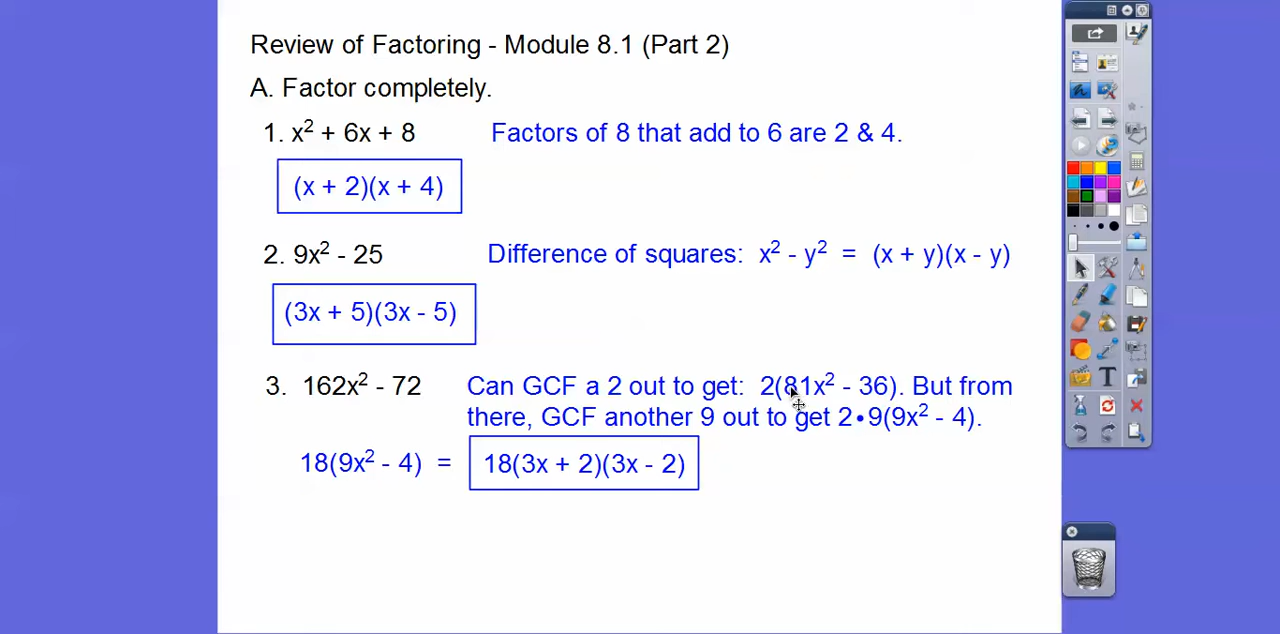 Review of Factoring - Module 8.1 (Part 2)
A. Factor completely.
1. x² + 6x + 8 Factors of 8 that add to 6 are 2 & 4.
(x + 2)(x + 4)
2. 9x² - 25 Difference of squares: x² - y² = (x + y)(x - y)
(3x + 5)(3x - 5)
3. 162x² - 72 Can GCF a 2 out to get: 2(81x² - 36). But from
there, GCF another 9 out to get 2•9(9x² - 4).
18(9x² - 4) = 18(3x + 2)(3x - 2)